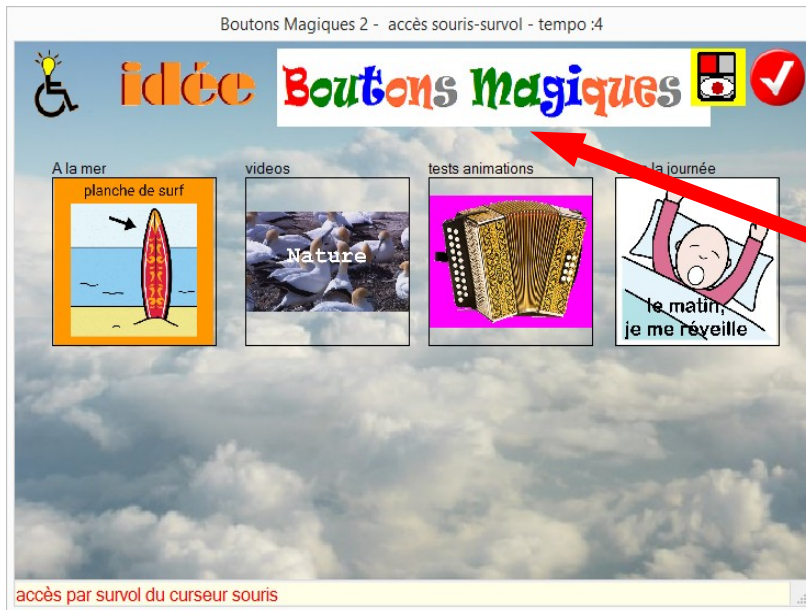 Boutons Magiques 2 - accès souris-survol - tempo :4
idée Boutons Magiques
A la mer
videos
tests animations
la journée
planche de surf
Nature
le matin,
je me réveille
accès par survol du curseur souris